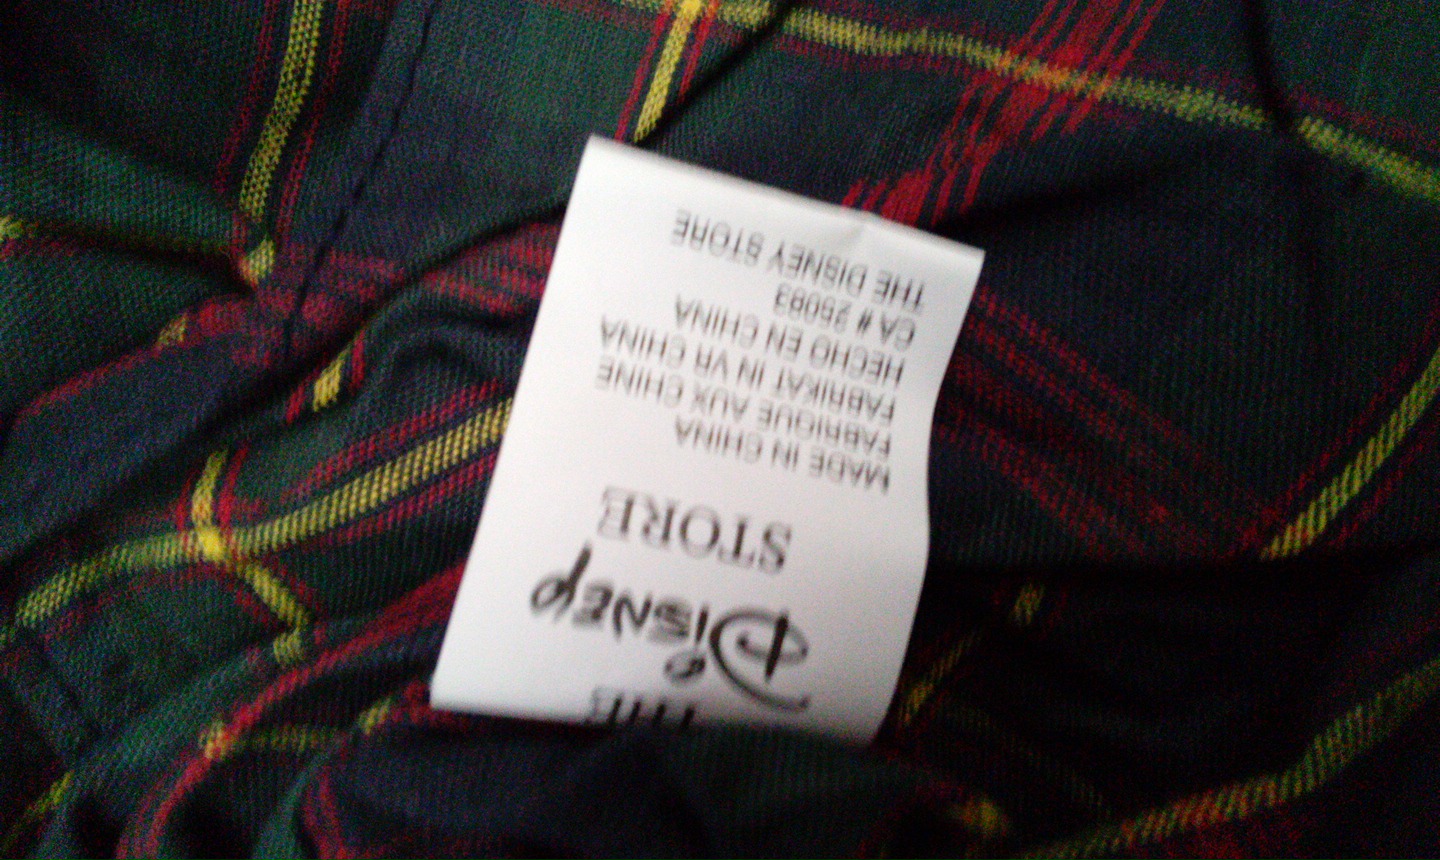 THE
DISNEY
STORE
MADE IN CHINA
FABRIQUE AUX CHINE
FABRIKAT IN VR CHINA
HECHO EN CHINA
CA # 25083
THE DISNEY STORE